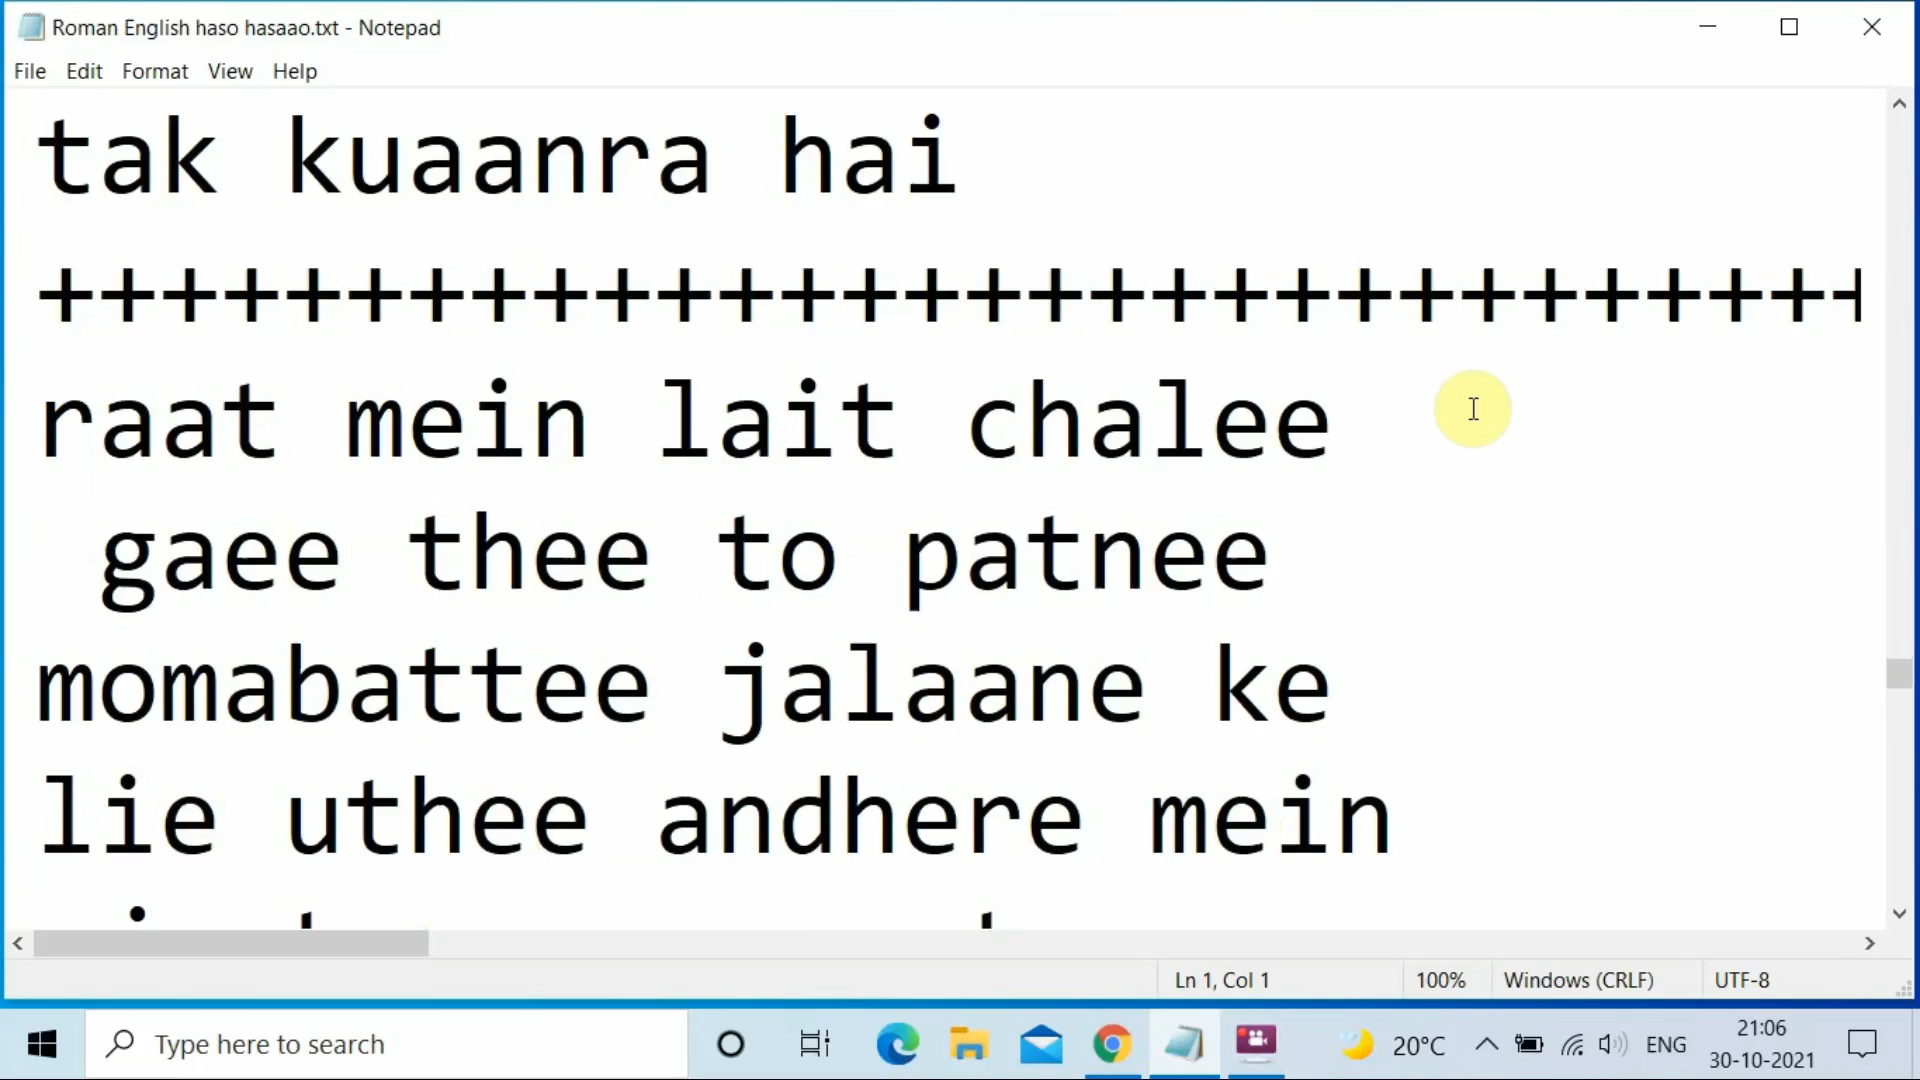 Roman English haso hasaao.txt - Notepad
File Edit Format View Help
tak kuaanra hai
++++++++++++++++++++++++++++++
raat mein lait chalee
gaee thee to patnee
momabattee jalaane ke
lie uthee andhere mein
Ln 1, Col 1 100% Windows (CRLF) UTF-8
Type here to search
20°C ENG 21:06
30-10-2021